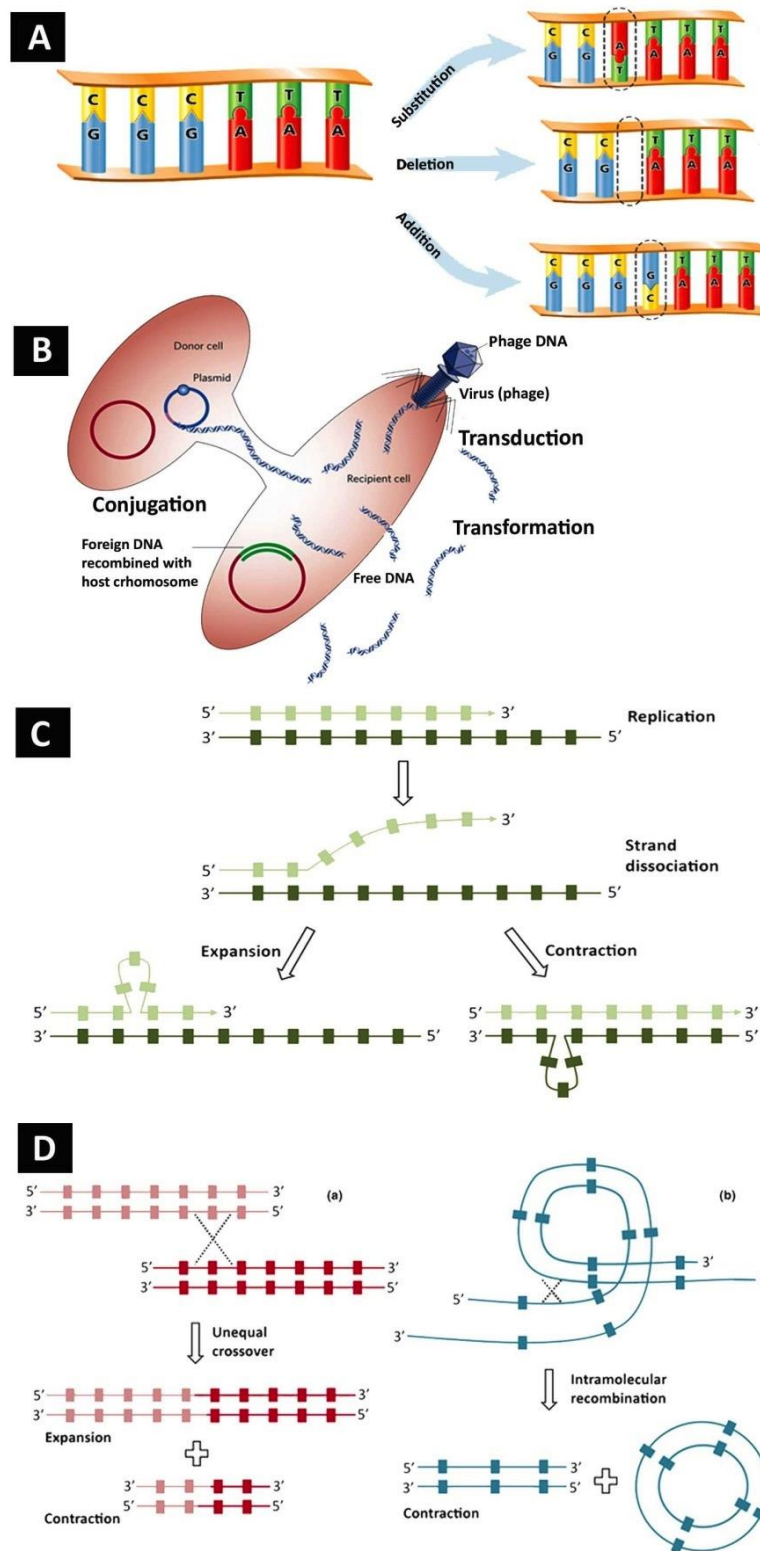 A
C C C T T T
G G G A A A
Substitution
C C A T T T
G G T A A A
Deletion
C C T T T
G G A A A
Addition
C C C G T T T
G G G C A A A
B
Donor cell
Plasmid
Phage DNA
Virus (phage)
Transduction
Recipient cell
Conjugation
Transformation
Foreign DNA
recombined with
host crhomosome
Free DNA
C
5′ 3′
Replication
3′ 5′
3′
Strand
dissociation
5′
3′ 5′
Expansion
Contraction
5′ 3′
3′ 5′
5′ 3′
3′ 5′
D
5′ 3′
(a)
5′ 5′
5′ 3′
3′ 5′
Unequal
crossover
5′ 3′
3′ 5′
Expansion
3′ 3′
5′ 5′
Contraction
(b)
3′
5′
3′
Intramolecular
recombination
5′ 3′
3′ 5′
Contraction